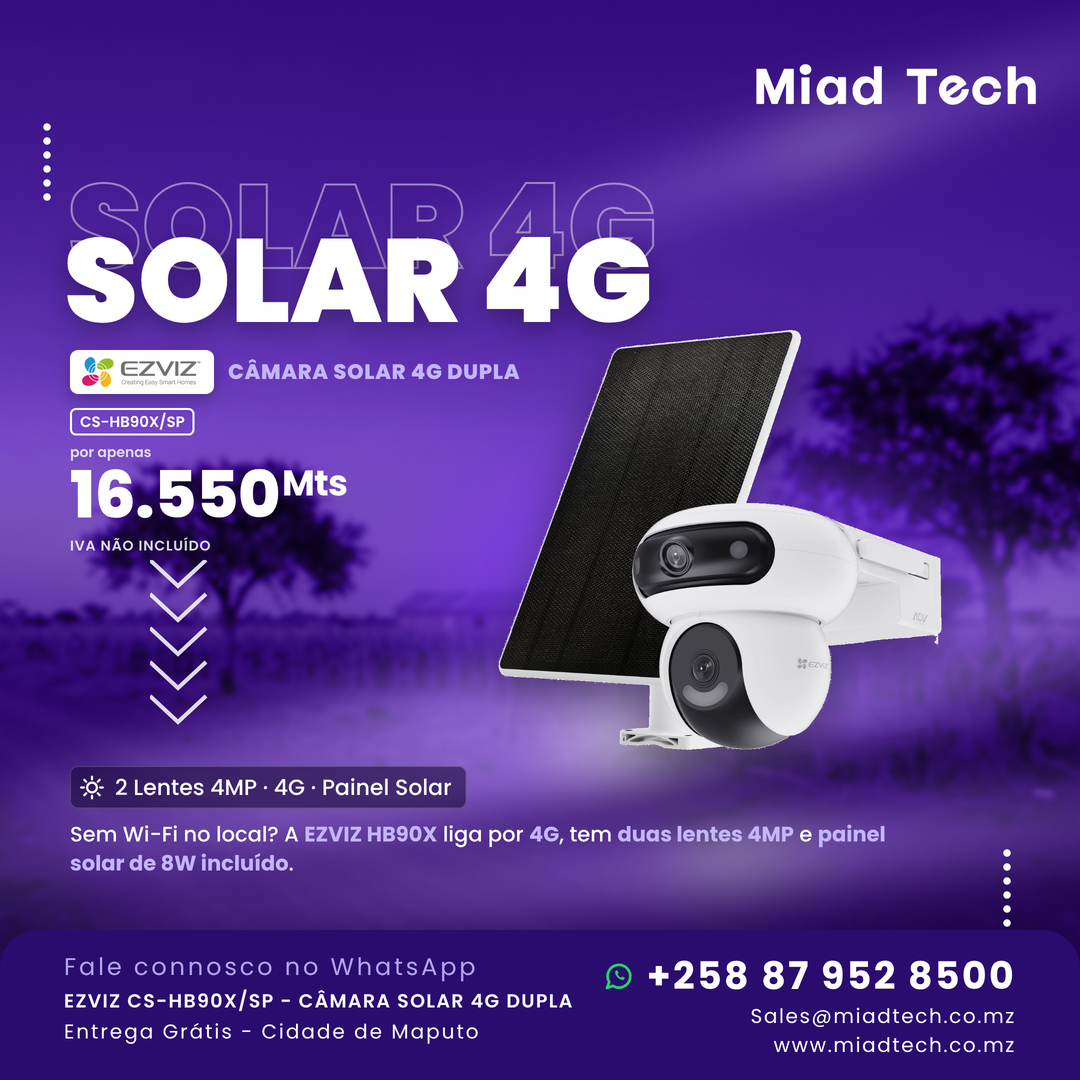 Miad Tech
SOLAR 4G
SOLAR 4G
EZVIZ™
Creating Easy Smart Homes
CÂMARA SOLAR 4G DUPLA
CS-HB90X/SP
por apenas
16.550Mts
IVA NÃO INCLUÍDO
AOV
EZVIZ
2 Lentes 4MP · 4G · Painel Solar
Sem Wi-Fi no local? A EZVIZ HB90X liga por 4G, tem duas lentes 4MP e painel
solar de 8W incluído.
Fale connosco no WhatsApp
EZVIZ CS-HB90X/SP - CÂMARA SOLAR 4G DUPLA
Entrega Grátis - Cidade de Maputo
+258 87 952 8500
Sales@miadtech.co.mz
www.miadtech.co.mz